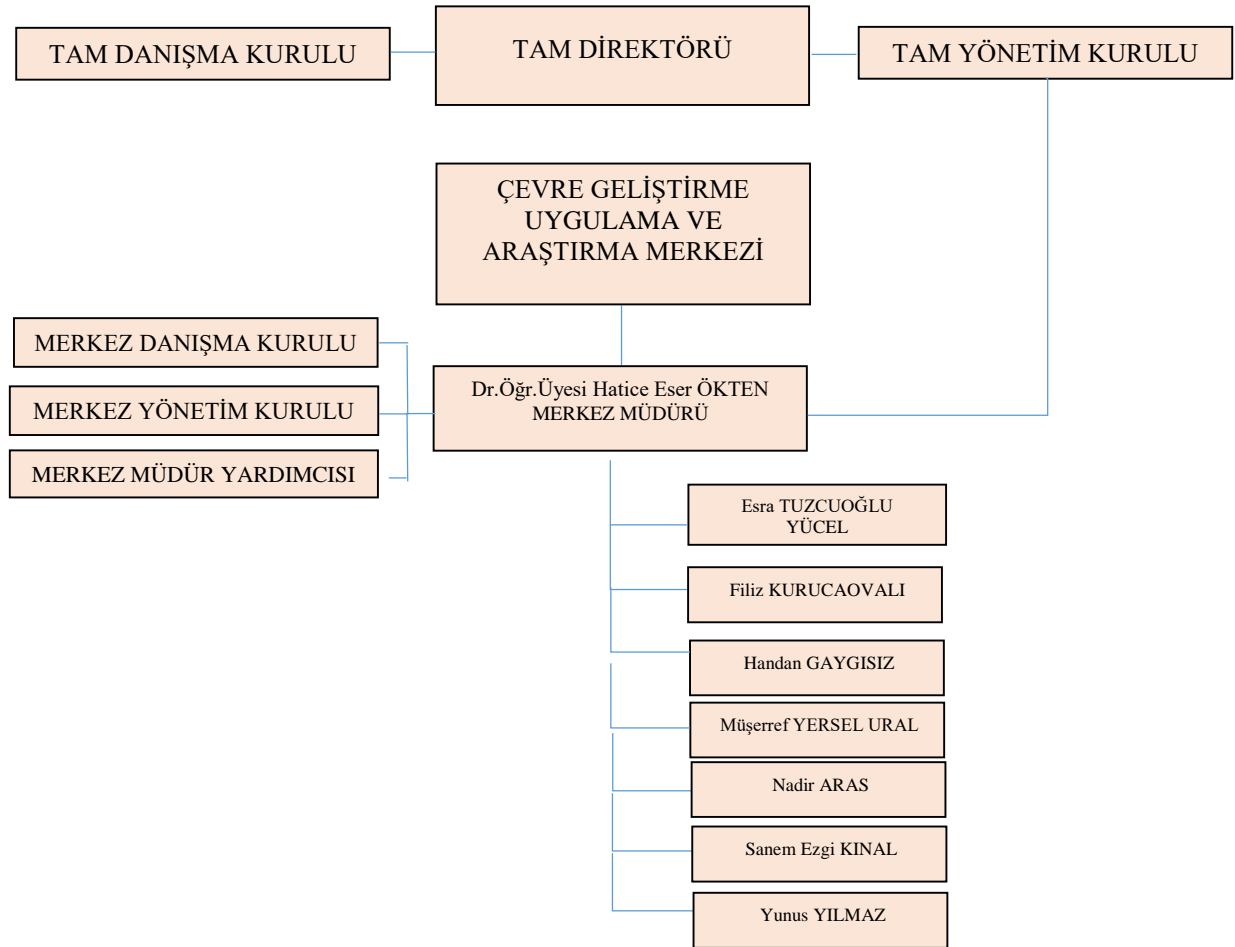 TAM DANIŞMA KURULU
TAM DİREKTÖRÜ
TAM YÖNETİM KURULU
ÇEVRE GELİŞTİRME
UYGULAMA VE
ARAŞTIRMA MERKEZİ
MERKEZ DANIŞMA KURULU
MERKEZ YÖNETİM KURULU
MERKEZ MÜDÜR YARDIMCISI
Dr.Öğr.Üyesi Hatice Eser ÖKTEN
MERKEZ MÜDÜRÜ
Esra TUZCUOĞLU
YÜCEL
Filiz KURUCAOVALI
Handan GAYGISIZ
Müşerref YERSEL URAL
Nadir ARAS
Sanem Ezgi KINAL
Yunus YILMAZ